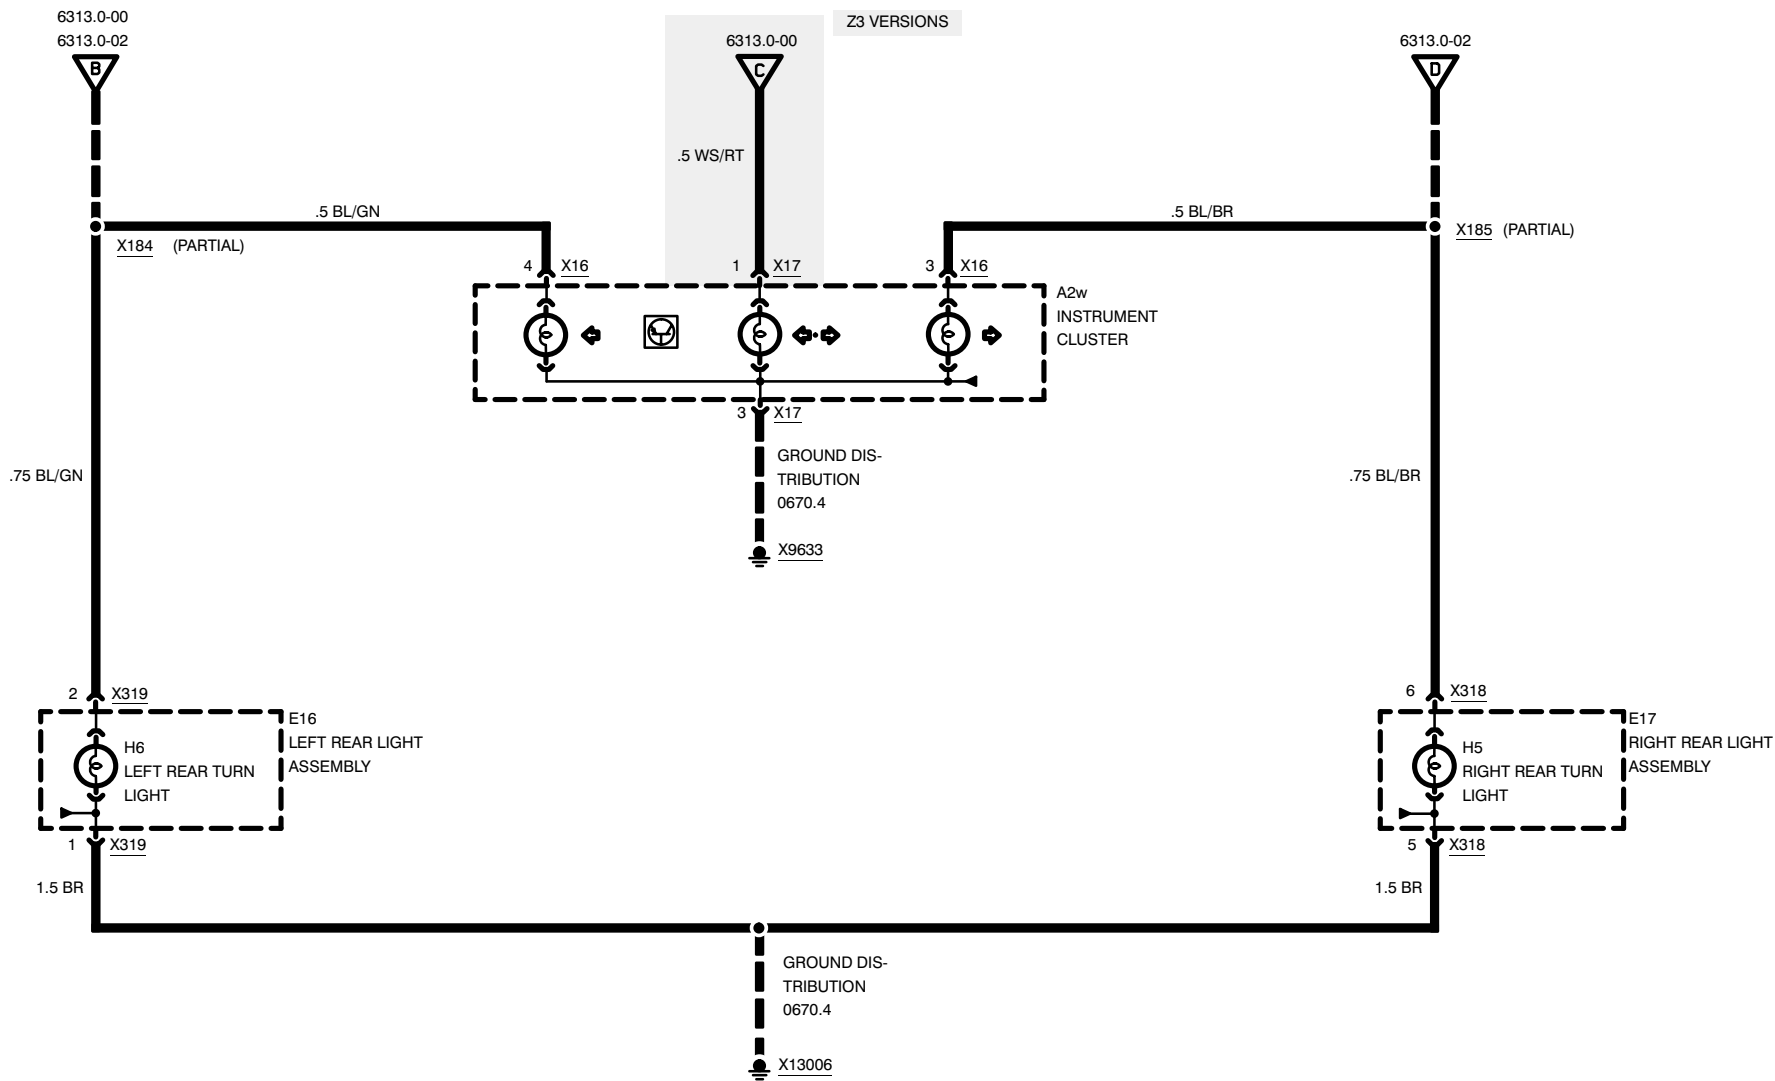 6313.0-00
6313.0-02
B
Z3 VERSIONS
6313.0-00
C
6313.0-02
D
.5 WS/RT
.5 BL/GN
.5 BL/BR
X184 (PARTIAL)
X185 (PARTIAL)
4 X16
1 X17
3 X16
A2w
INSTRUMENT
CLUSTER
3 X17
GROUND DIS-
TRIBUTION
0670.4
X9633
.75 BL/GN
.75 BL/BR
2 X319
E16
LEFT REAR LIGHT
ASSEMBLY
H6
LEFT REAR TURN
LIGHT
1 X319
1.5 BR
6 X318
E17
RIGHT REAR LIGHT
ASSEMBLY
H5
RIGHT REAR TURN
LIGHT
5 X318
1.5 BR
GROUND DIS-
TRIBUTION
0670.4
X13006